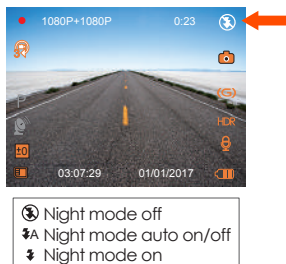 1080P+1080P 0:23
P
(G)
HDR
±0
03:07:29 01/01/2017
Night mode off
A Night mode auto on/off
Night mode on